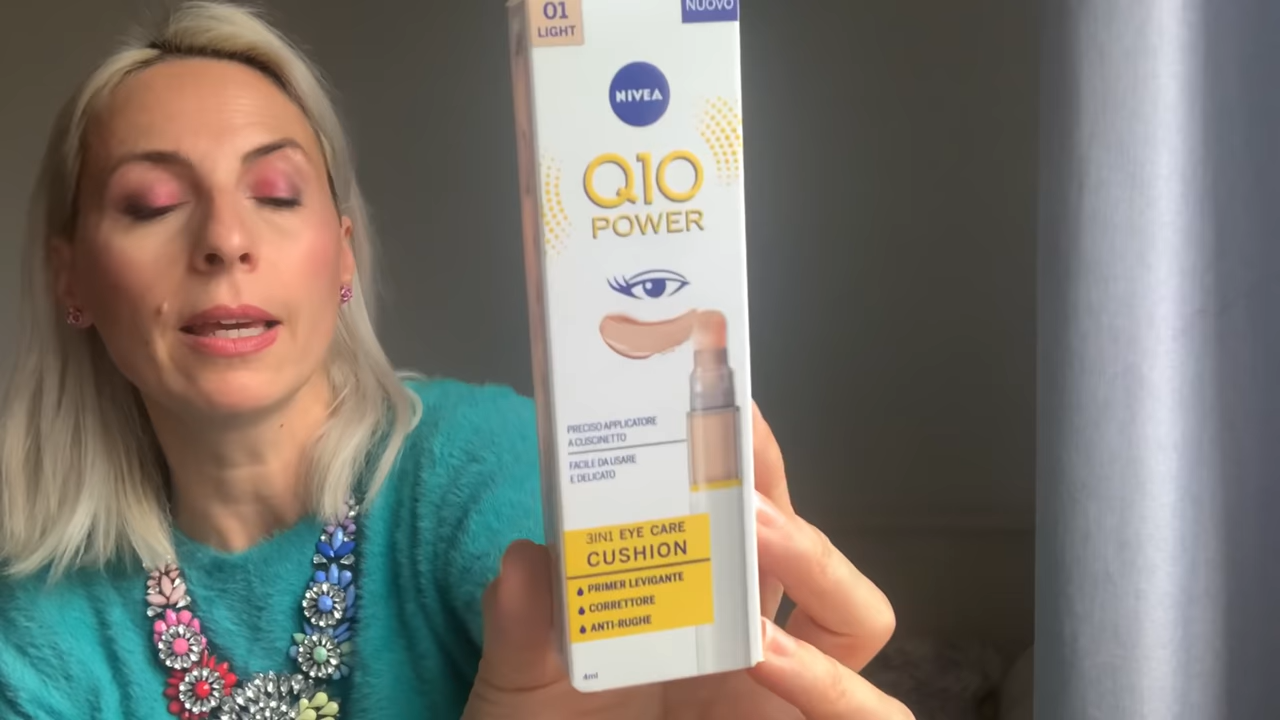 01
LIGHT
NUOVO
NIVEA
Q10
POWER
PRECISO APPLICATORE
A CUSCINETTO
FACILE DA USARE
E DELICATO
3IN1 EYE CARE
CUSHION
PRIMER LEVIGANTE
CORRETTORE
ANTI-RUGHE
4ml